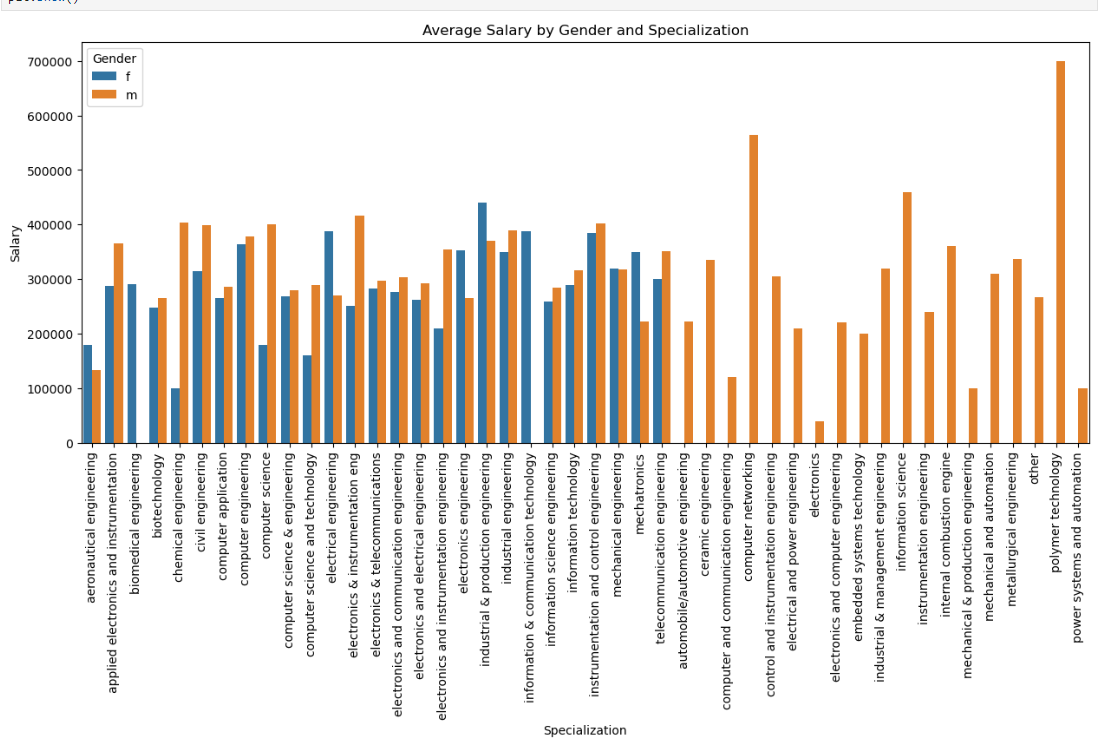 Average Salary by Gender and Specialization
Gender
f
m
700000
600000
500000
400000
300000
200000
100000
0
Salary
aeronautical engineering
applied electronics and instrumentation
biomedical engineering
biotechnology
chemical engineering
civil engineering
computer application
computer engineering
computer science
computer science & engineering
computer science and technology
electrical engineering
electronics & instrumentation eng
electronics & telecommunications
electronics and communication engineering
electronics and electrical engineering
electronics and instrumentation engineering
electronics engineering
industrial & production engineering
industrial engineering
information & communication technology
information science engineering
information technology
instrumentation and control engineering
mechanical engineering
mechatronics
telecommunication engineering
automobile/automotive engineering
ceramic engineering
computer and communication engineering
computer networking
control and instrumentation engineering
electrical and power engineering
electronics
electronics and computer engineering
embedded systems technology
industrial & management engineering
information science
instrumentation engineering
internal combustion engine
mechanical & production engineering
mechanical and automation
metallurgical engineering
other
polymer technology
power systems and automation
Specialization